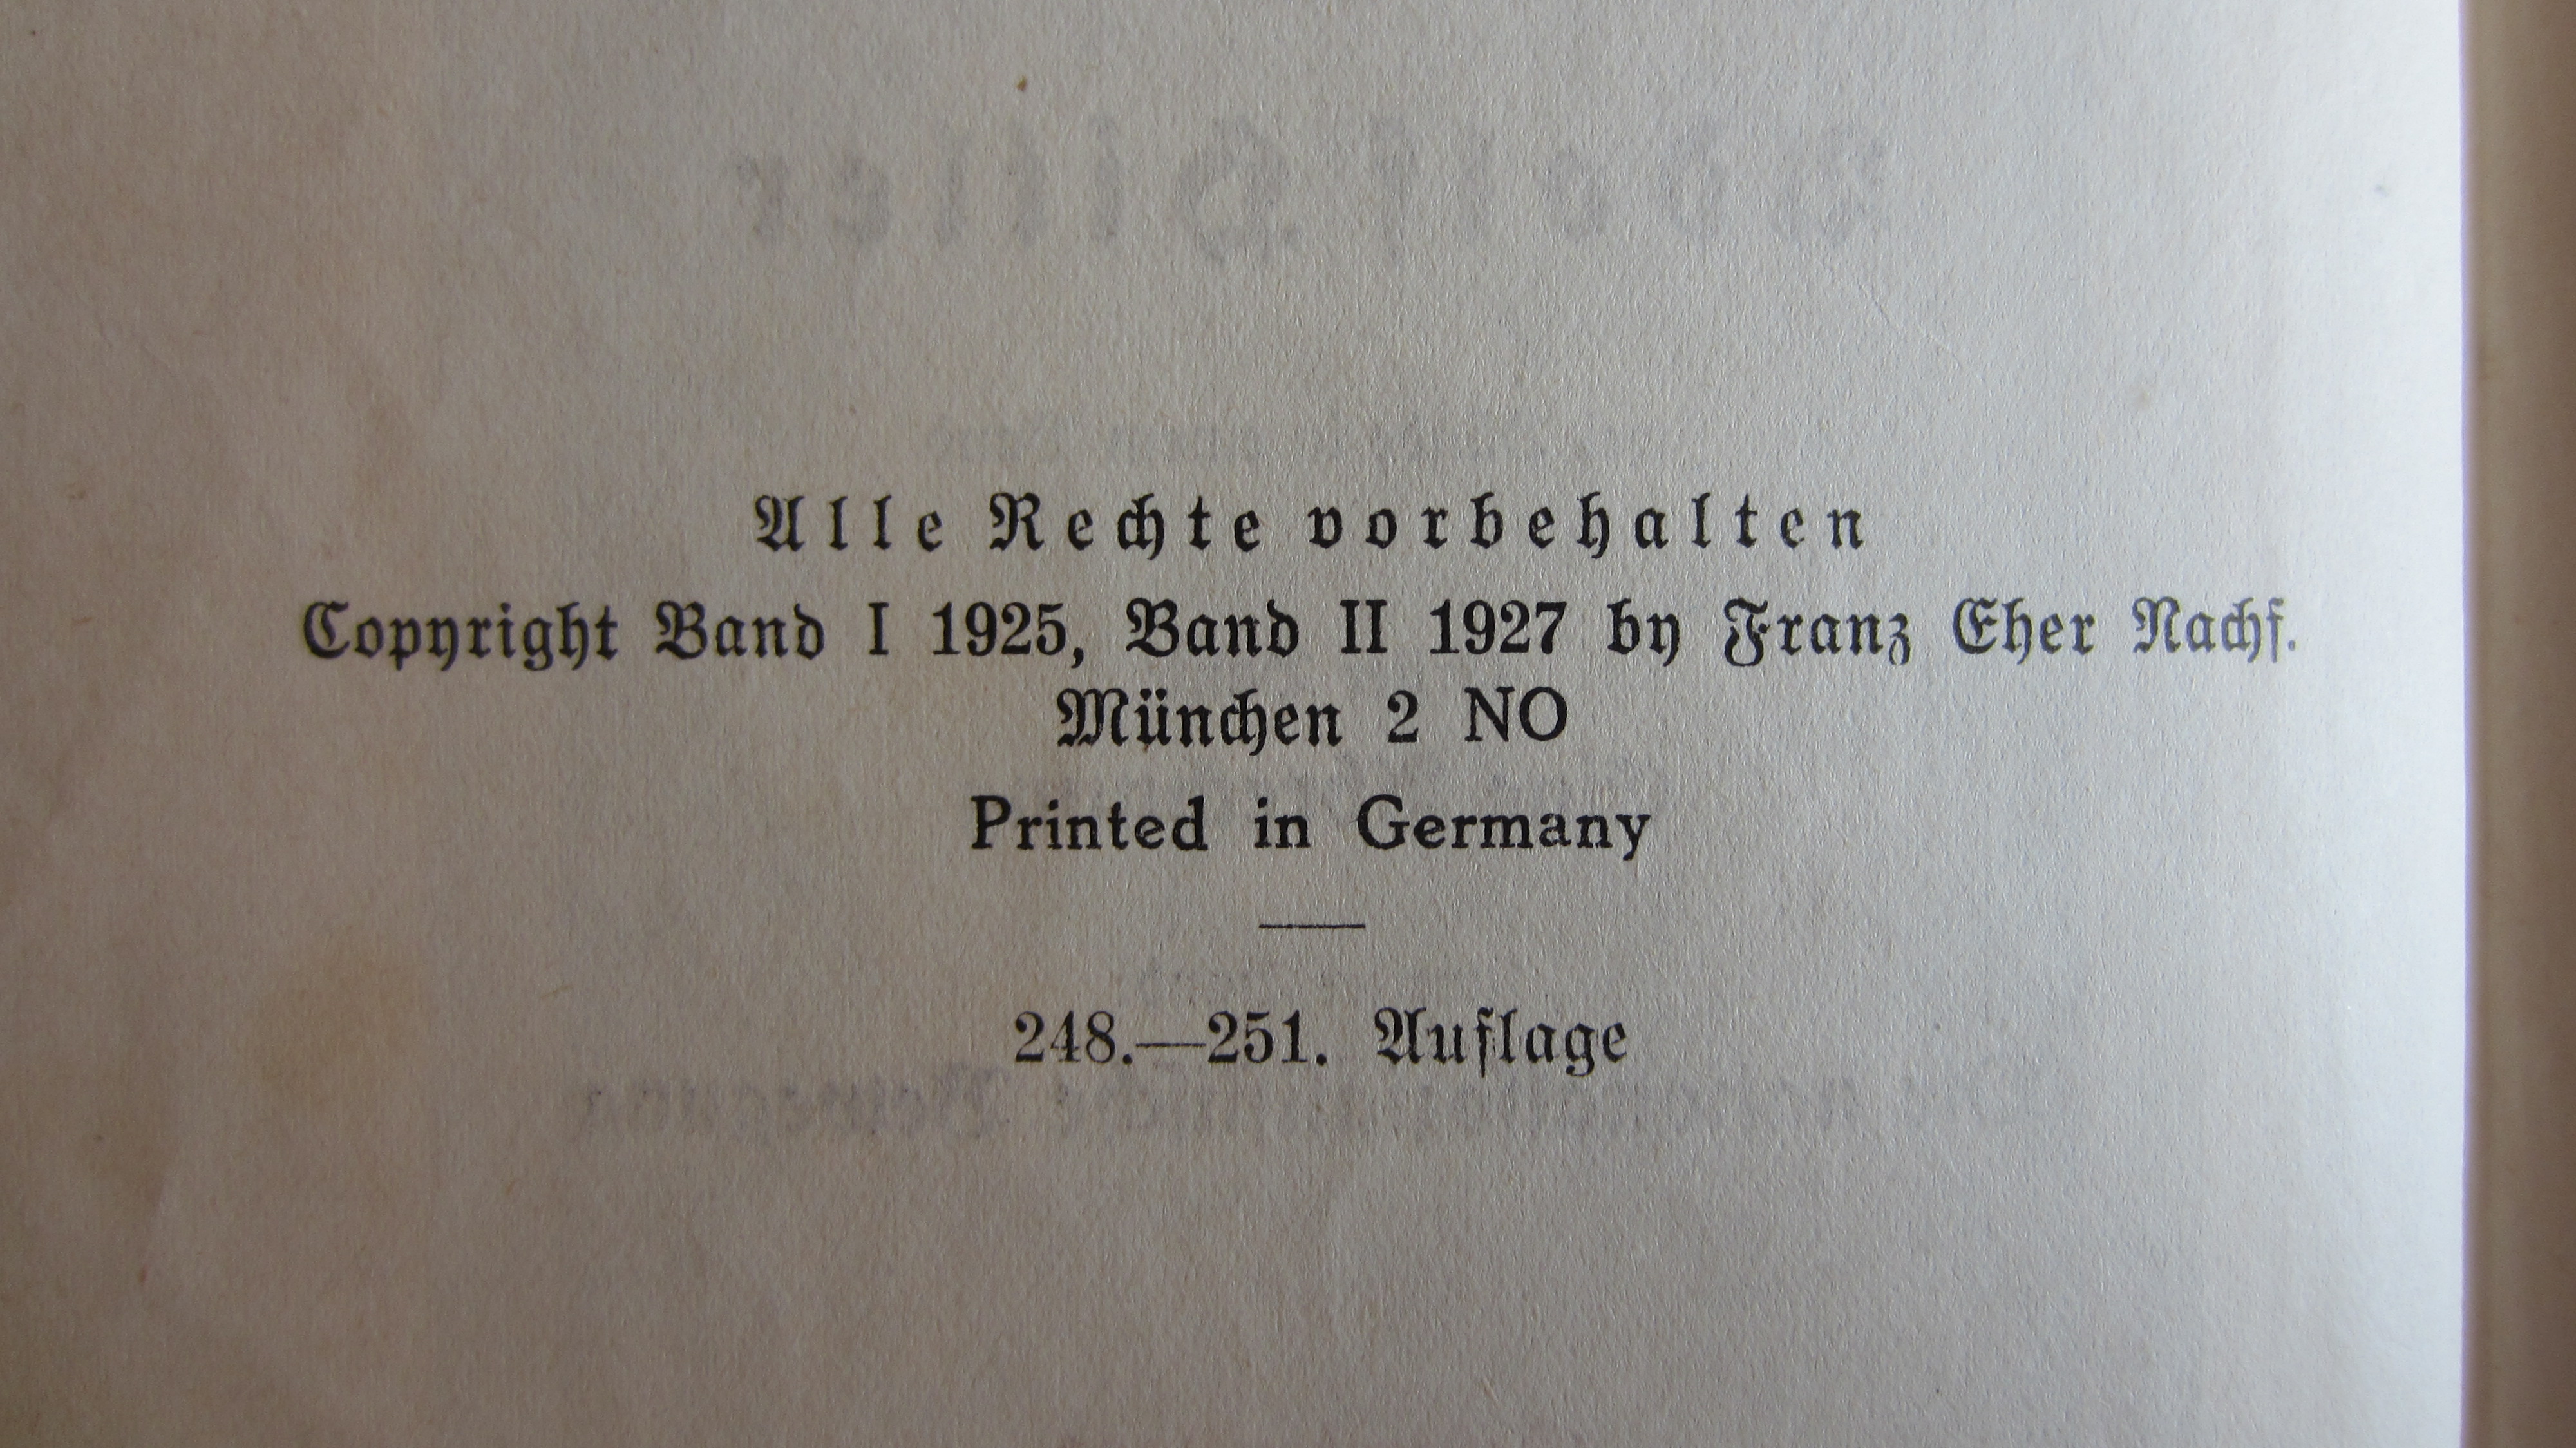 Alle Rechte vorbehalten
Copyright Band I 1925, Band II 1927 by Franz Eher Nachf.
München 2 NO
Printed in Germany
248.—251. Auflage